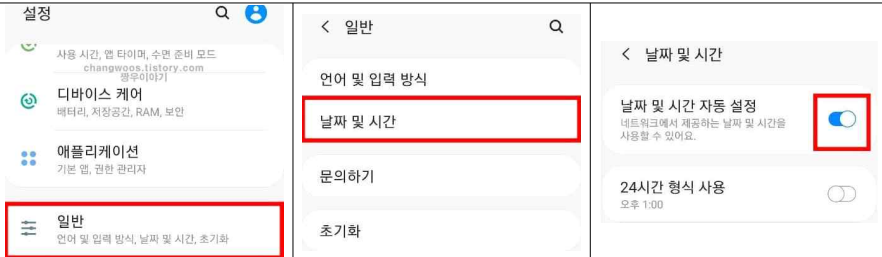 설정
사용 시간, 앱 타이머, 수면 준비 모드
changwoos.tistory.com
깡우이야기
디바이스 케어
배터리, 저장공간, RAM, 보안
애플리케이션
기본 앱, 권한 관리자
일반
언어 및 입력 방식, 날짜 및 시간, 초기화
일반
언어 및 입력 방식
날짜 및 시간
문의하기
초기화
날짜 및 시간
날짜 및 시간 자동 설정
네트워크에서 제공하는 날짜 및 시간을
사용할 수 있어요.
24시간 형식 사용
오후 1:00